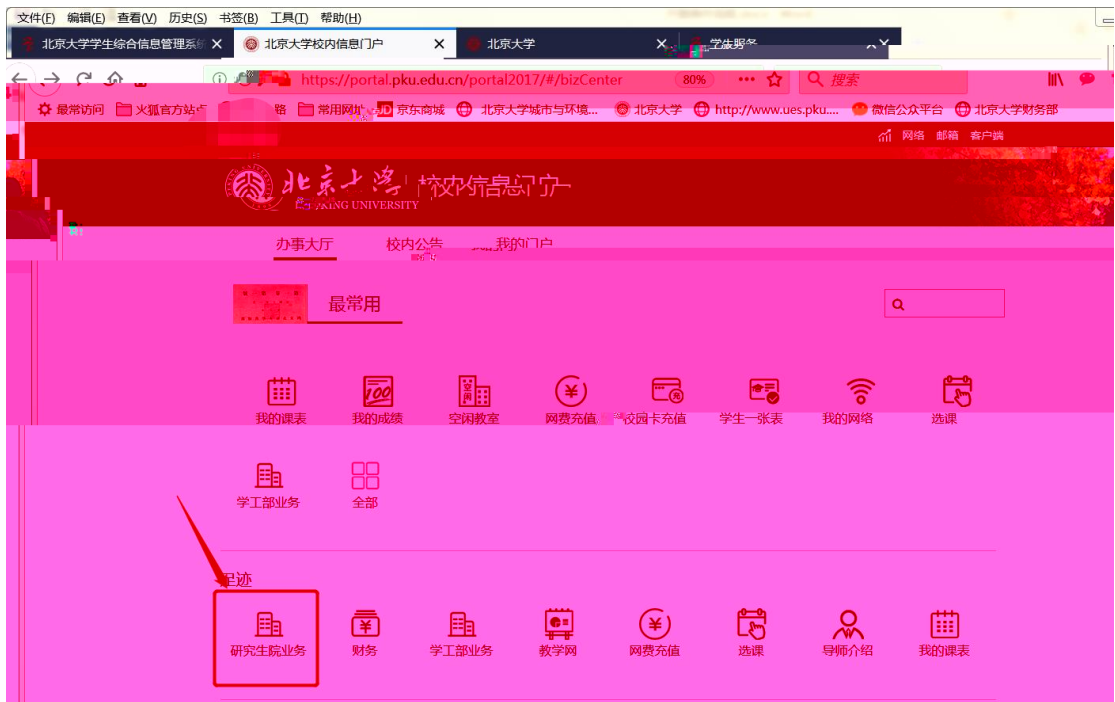 文件(F) 编辑(E) 查看(V) 历史(S) 书签(B) 工具(T) 帮助(H)
北京大学学生综合信息管理系统 × 北京大学校内信息门户 × 北京大学 ×
https://portal.pku.edu.cn/portal2017/#/bizCenter 80% ••• 搜索
最常访问 火狐官方站点 常用网址 JD 京东商城 北京大学城市与环境... 北京大学 http://www.ues.pku.... 微信公众平台 北京大学财务部
网络 邮箱 客户端
北京大学 校内信息门户
UNIVERSITY
办事大厅 校内公告 我的门户
最常用
我的课表 我的成绩 空闲教室 网费充值 校园卡充值 学生一张表 我的网络 选课
学工部业务 全部
足迹
研究生院业务 财务 学工部业务 教学网 网费充值 选课 导师介绍 我的课表